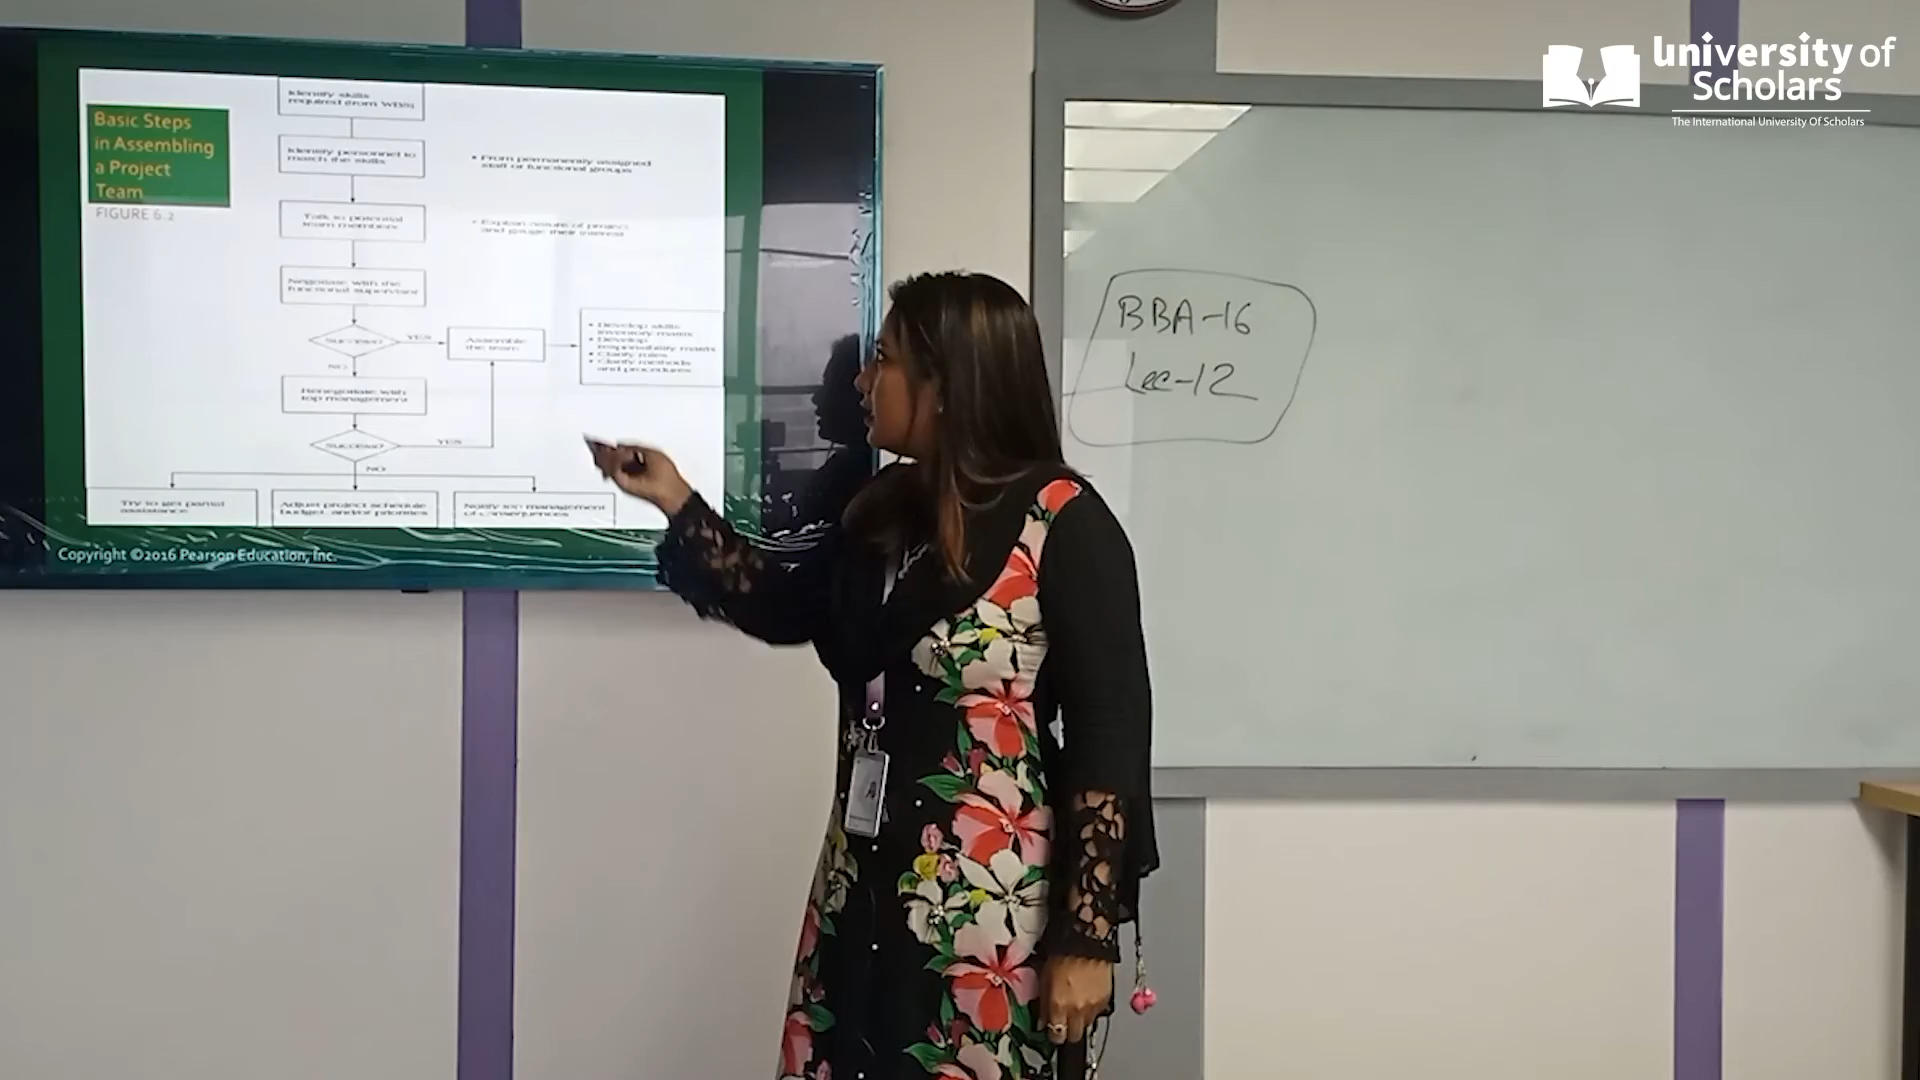 University of
Scholars
The International University Of Scholars
Basic Steps
in Assembling
a Project
Team
FIGURE 6.2
Identify skills
required (from WBS)
Identify personnel to
match the skills
• From permanently assigned
staff or functional groups
Talk to potential
team members
• Explain nature of project
and gauge their interest
Negotiate with the
functional supervisor
Success?
YES
Assemble
the team
• Develop skills
inventory matrix
• Develop
responsibility matrix
• Clarify roles
• Clarify methods
and procedures
NO
Renegotiate with
top management
Success?
YES
NO
Try to get partial
assistance
Adjust project schedule
budget, and/or priorities
Notify top management
of consequences
Copyright ©2016 Pearson Education, Inc.
BBA-16
Lec-12
A